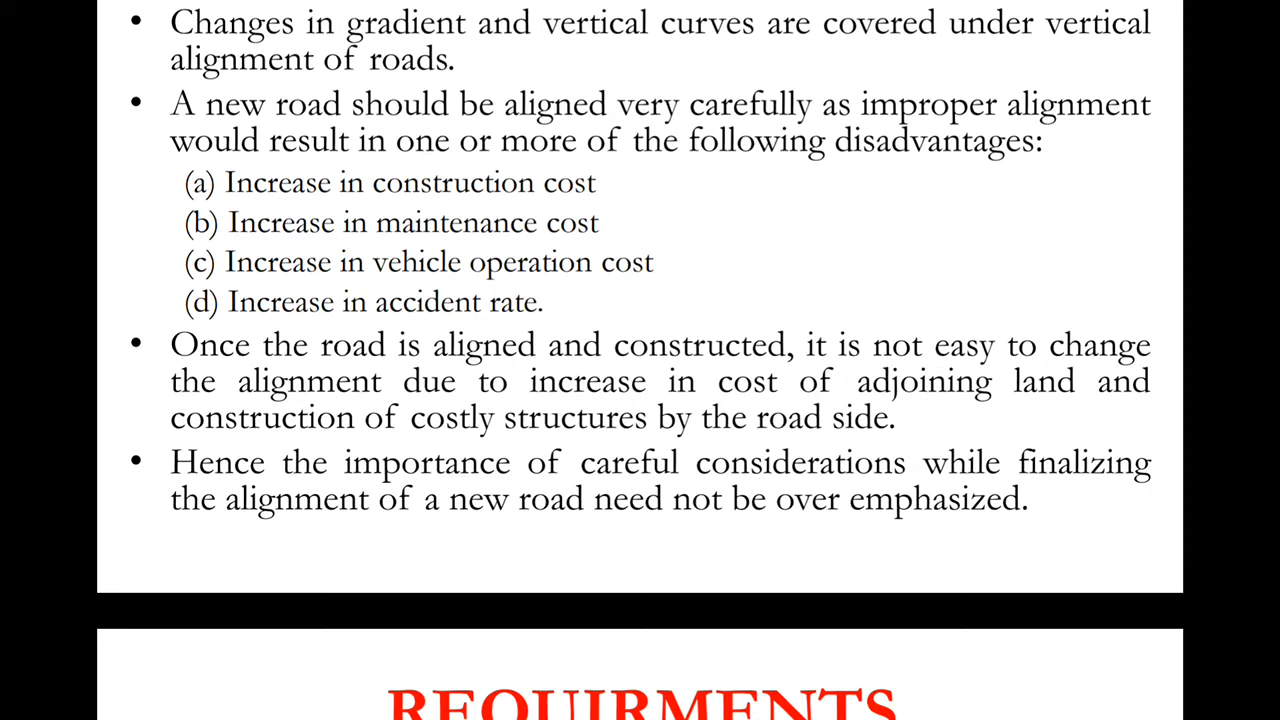 • Changes in gradient and vertical curves are covered under vertical
alignment of roads.
• A new road should be aligned very carefully as improper alignment
would result in one or more of the following disadvantages:
(a) Increase in construction cost
(b) Increase in maintenance cost
(c) Increase in vehicle operation cost
(d) Increase in accident rate.
• Once the road is aligned and constructed, it is not easy to change
the alignment due to increase in cost of adjoining land and
construction of costly structures by the road side.
• Hence the importance of careful considerations while finalizing
the alignment of a new road need not be over emphasized.
REQUIRMENTS